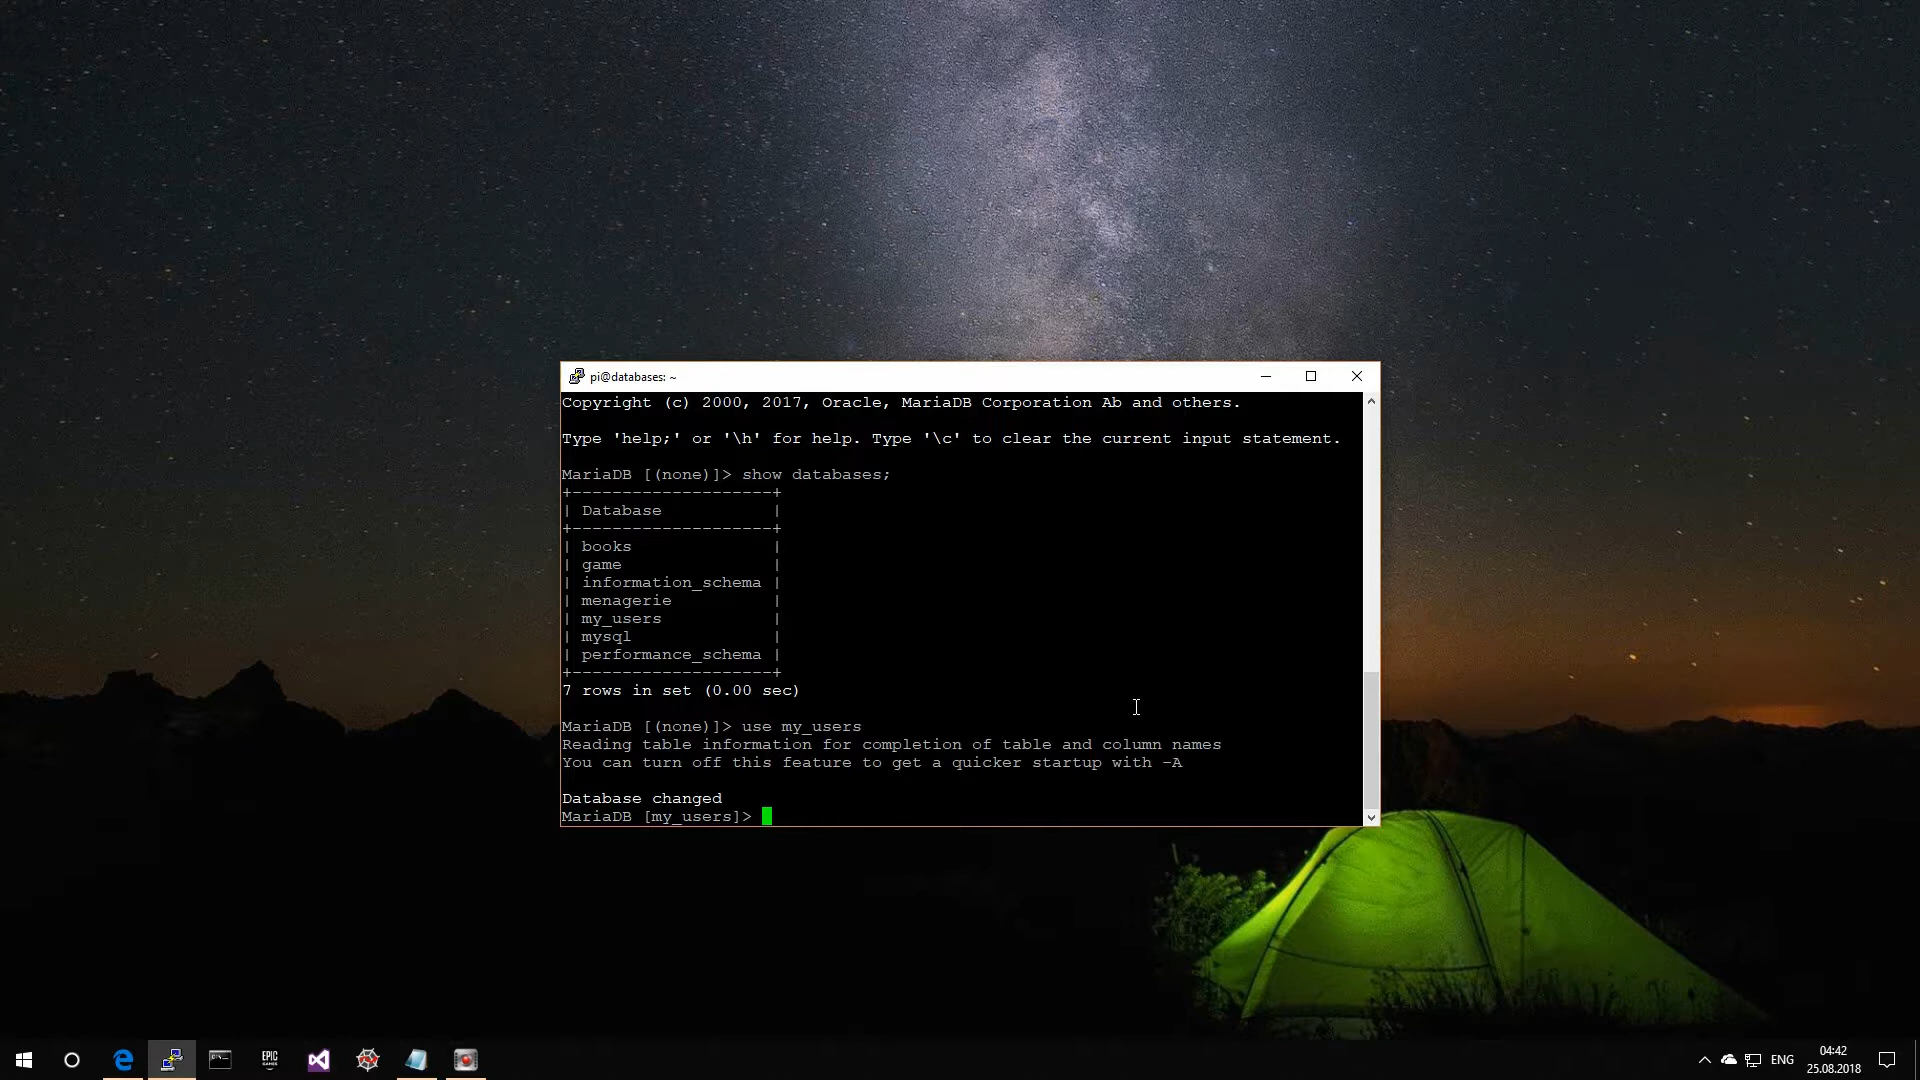 pi@databases: ~
Copyright (c) 2000, 2017, Oracle, MariaDB Corporation Ab and others.
Type 'help;' or '\h' for help. Type '\c' to clear the current input statement.
MariaDB [(none)]> show databases;
+--------------------+
| Database           |
+--------------------+
| books              |
| game               |
| information_schema |
| menagerie          |
| my_users           |
| mysql              |
| performance_schema |
+--------------------+
7 rows in set (0.00 sec)
MariaDB [(none)]> use my_users
Reading table information for completion of table and column names
You can turn off this feature to get a quicker startup with -A
Database changed
MariaDB [my_users]>
EPIC
GAMES
ENG
04:42
25.08.2018